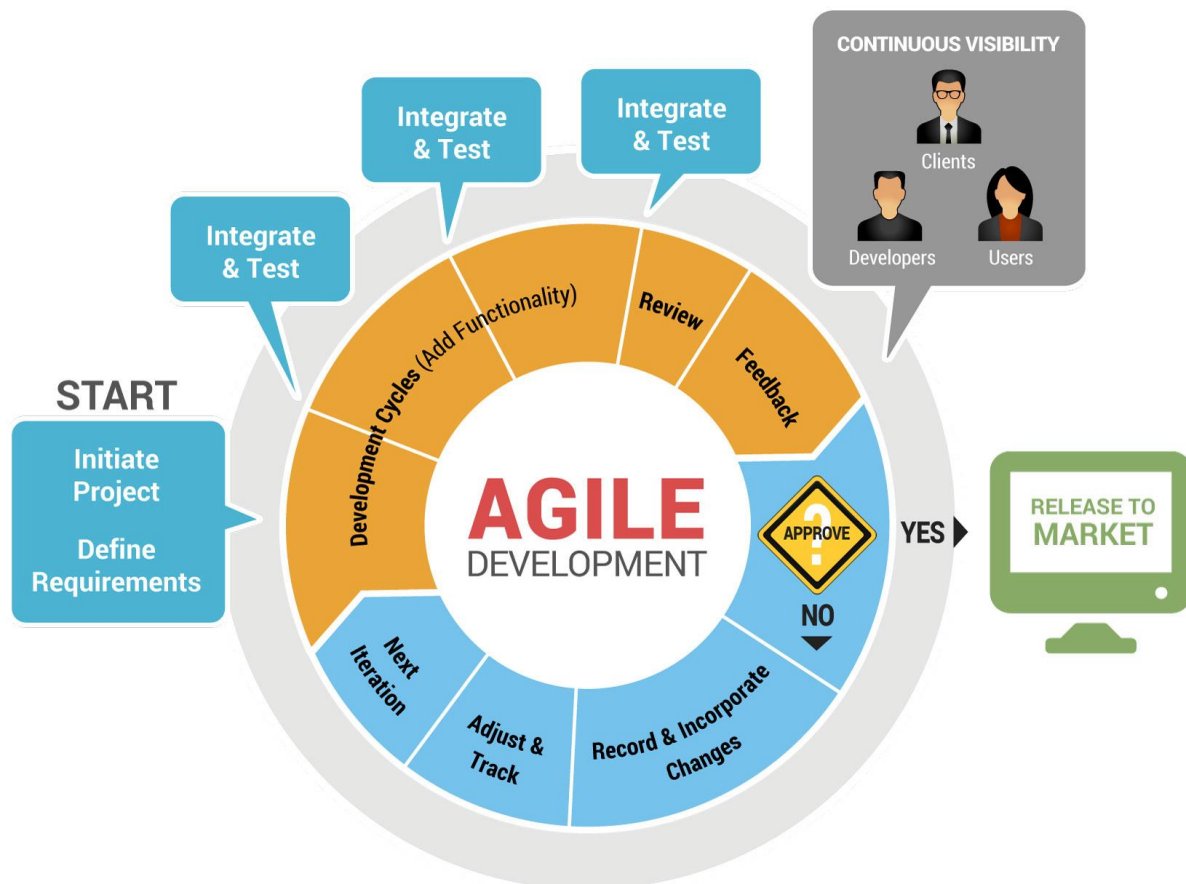 START
Initiate
Project
Define
Requirements
Integrate
& Test
Integrate
& Test
Integrate
& Test
CONTINUOUS VISIBILITY
Clients
Developers
Users
Development Cycles (Add Functionality)
Review
Feedback
AGILE
DEVELOPMENT
?
APPROVE
YES
NO
RELEASE TO
MARKET
Record & Incorporate
Changes
Adjust &
Track
Next
Iteration